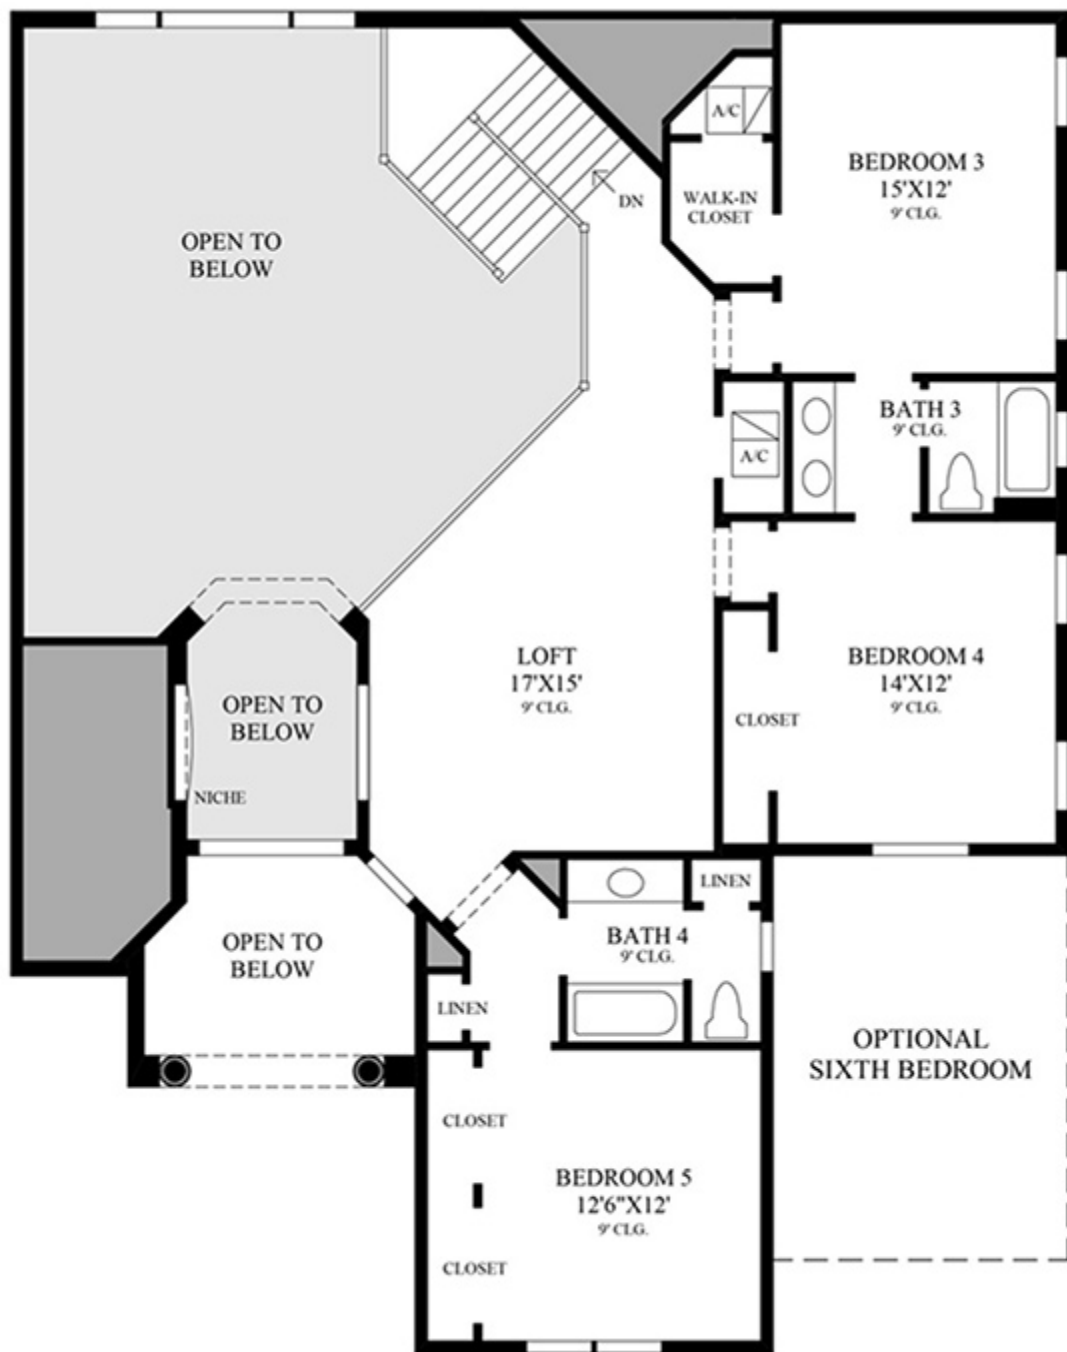 A/C
BEDROOM 3
15'X12'
9' CLG.
WALK-IN
CLOSET
DN
OPEN TO
BELOW
BATH 3
9' CLG.
A/C
LOFT
17'X15'
9' CLG.
BEDROOM 4
14'X12'
9' CLG.
OPEN TO
BELOW
CLOSET
NICHE
LINEN
BATH 4
9' CLG.
OPEN TO
BELOW
LINEN
OPTIONAL
SIXTH BEDROOM
CLOSET
BEDROOM 5
12'6"X12'
9' CLG.
CLOSET